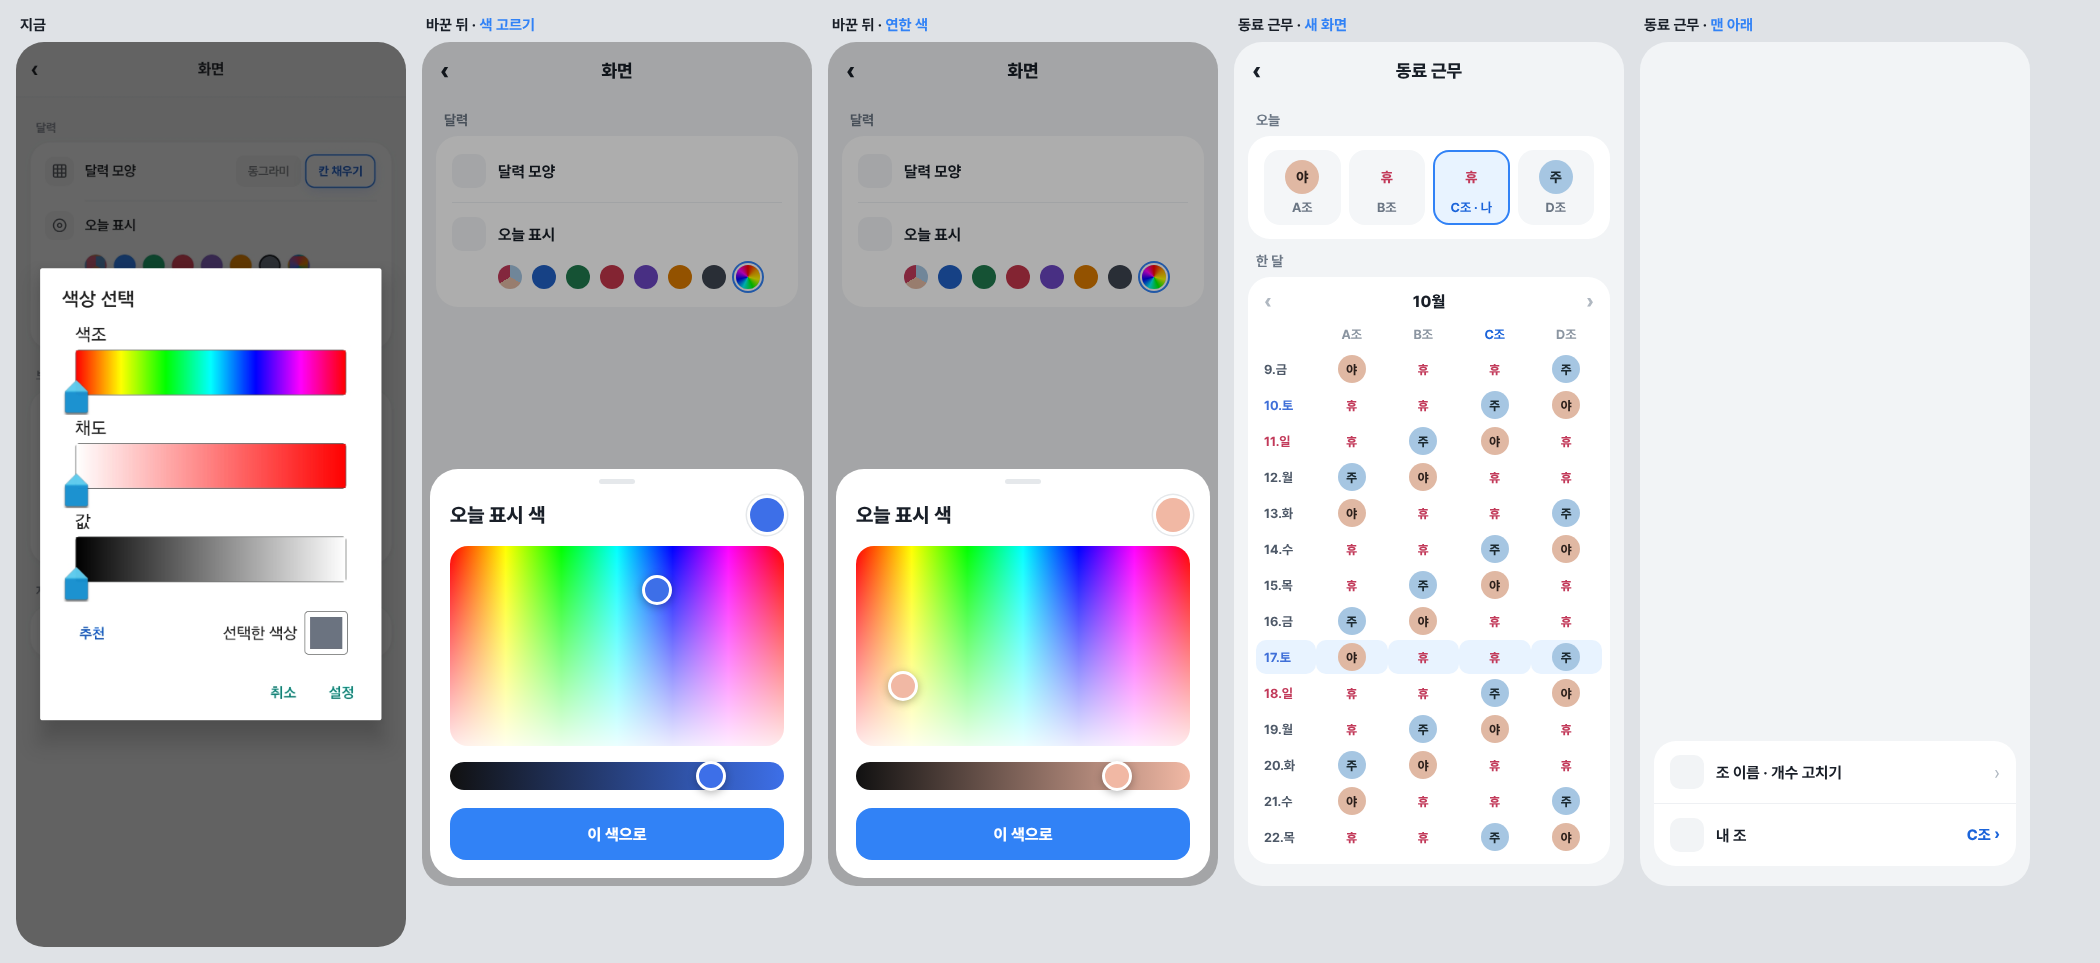 지금
화면
달력
달력 모양
동그라미
칸 채우기
오늘 표시
색상 선택
색조
채도
값
추천
선택한 색상
취소
설정
바꾼 뒤 · 색 고르기
화면
달력
달력 모양
오늘 표시
오늘 표시 색
이 색으로
바꾼 뒤 · 연한 색
화면
달력
달력 모양
오늘 표시
오늘 표시 색
이 색으로
동료 근무 · 새 화면
동료 근무
오늘
야 휴 휴 주
A조 B조 C조 · 나 D조
한 달
10월
A조 B조 C조 D조
9.금 야 휴 휴 주
10.토 휴 휴 주 야
11.일 휴 주 야 휴
12.월 주 야 휴 휴
13.화 야 휴 휴 주
14.수 휴 휴 주 야
15.목 휴 주 야 휴
16.금 주 야 휴 휴
17.토 야 휴 휴 주
18.일 휴 휴 주 야
19.월 휴 주 야 휴
20.화 주 야 휴 휴
21.수 야 휴 휴 주
22.목 휴 휴 주 야
동료 근무 · 맨 아래
조 이름 · 개수 고치기
내 조
C조